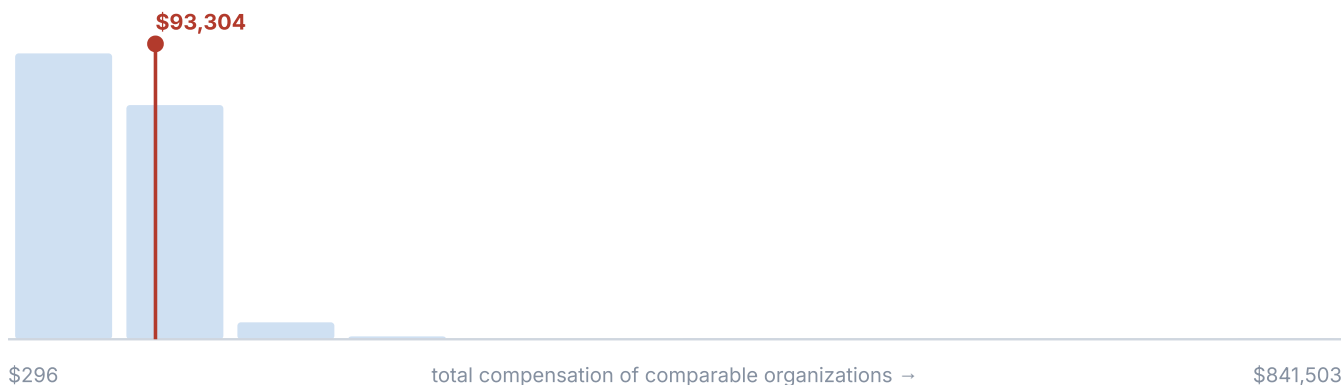 $93,304
$296
total compensation of comparable organizations →
$841,503